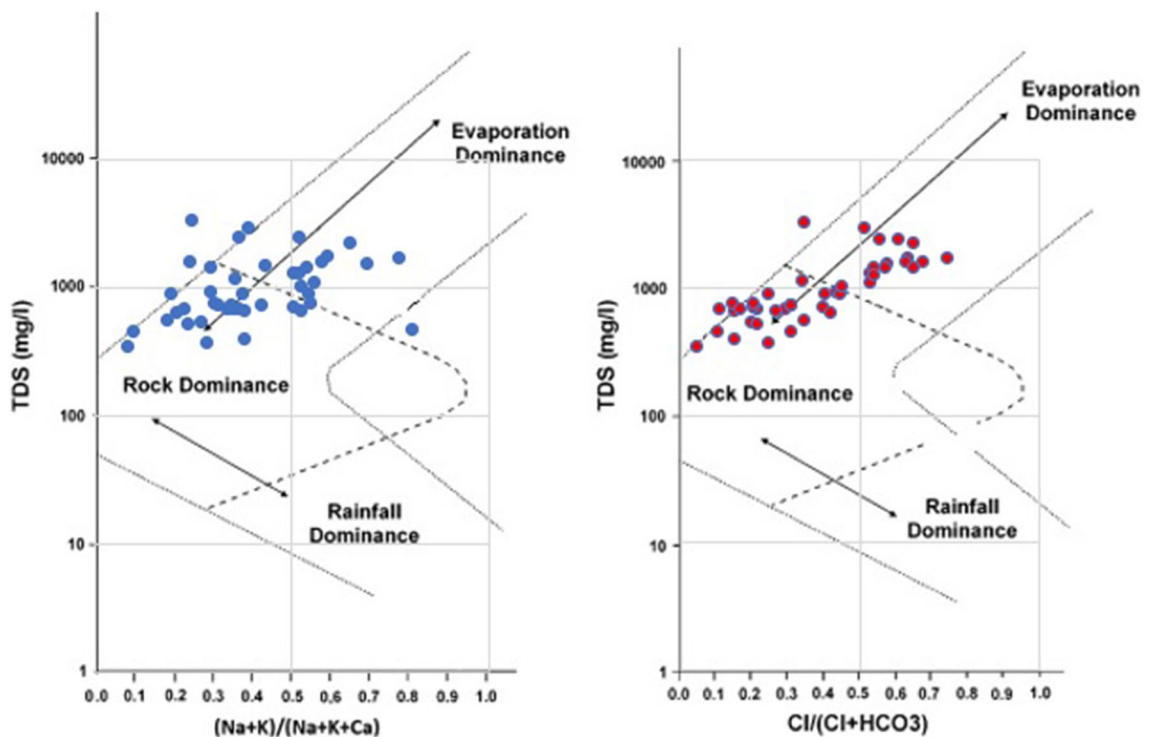 Evaporation
Dominance
10000
1000
TDS (mg/l)
Rock Dominance
100
Rainfall
Dominance
10
1
0.0 0.1 0.2 0.3 0.4 0.5 0.6 0.7 0.8 0.9 1.0
(Na+K)/(Na+K+Ca)
Evaporation
Dominance
10000
1000
TDS (mg/l)
Rock Dominance
100
Rainfall
Dominance
10
1
0.0 0.1 0.2 0.3 0.4 0.5 0.6 0.7 0.8 0.9 1.0
Cl/(Cl+HCO3)